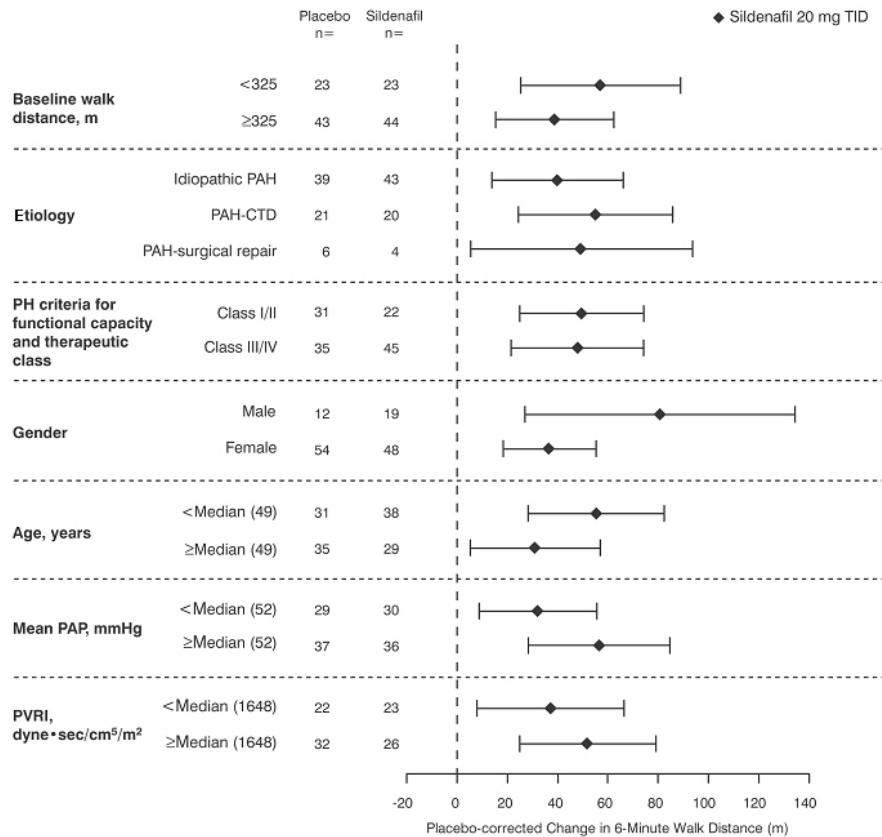 Placebo Sildenafil ◆ Sildenafil 20 mg TID
n= n=
<325 23 23
Baseline walk
distance, m
≥325 43 44
Idiopathic PAH 39 43
Etiology PAH-CTD 21 20
PAH-surgical repair 6 4
PH criteria for
functional capacity
and therapeutic
class
Class I/II 31 22
Class III/IV 35 45
Male 12 19
Gender
Female 54 48
<Median (49) 31 38
Age, years
≥Median (49) 35 29
<Median (52) 29 30
Mean PAP, mmHg
≥Median (52) 37 36
<Median (1648) 22 23
PVRI,
dyne•sec/cm⁵/m²
≥Median (1648) 32 26
-20 0 20 40 60 80 100 120 140
Placebo-corrected Change in 6-Minute Walk Distance (m)